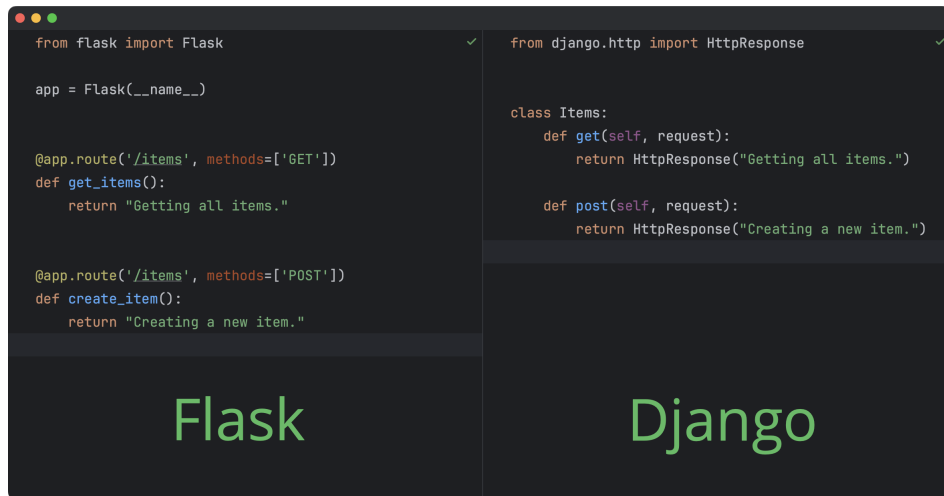 from flask import Flask
app = Flask(__name__)
@app.route('/items', methods=['GET'])
def get_items():
    return "Getting all items."
@app.route('/items', methods=['POST'])
def create_item():
    return "Creating a new item."
Flask
from django.http import HttpResponse
class Items:
    def get(self, request):
        return HttpResponse("Getting all items.")
    def post(self, request):
        return HttpResponse("Creating a new item.")
Django